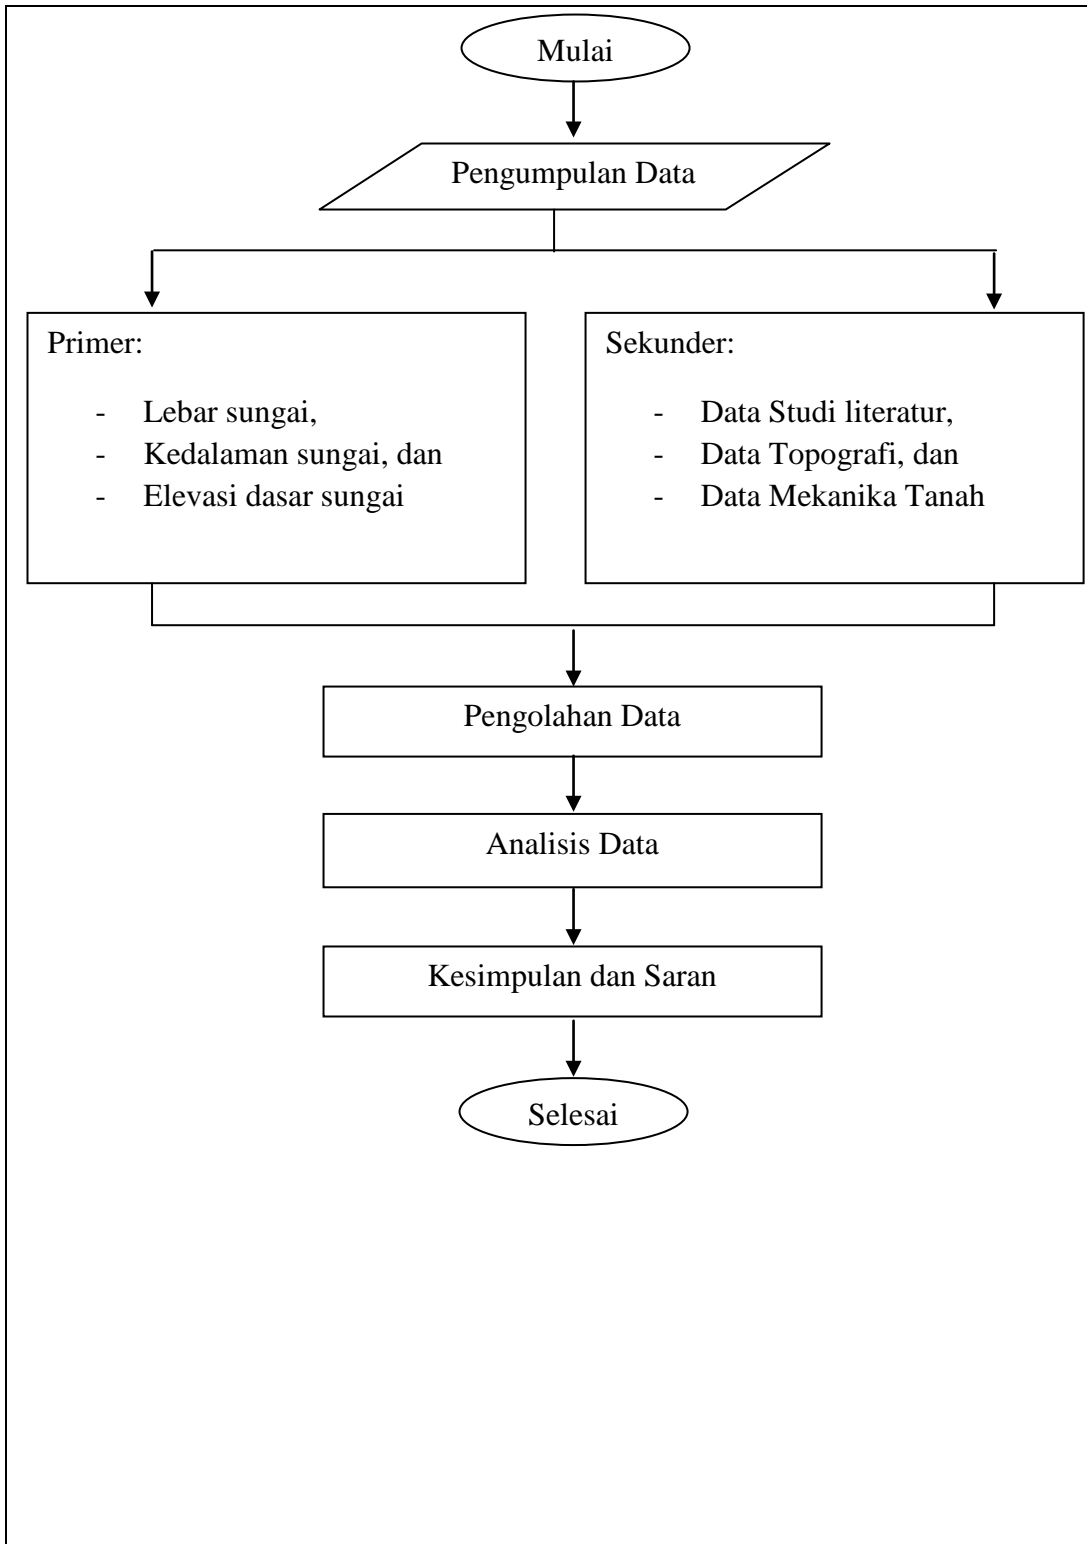 Mulai
Pengumpulan Data
Primer:
- Lebar sungai,
- Kedalaman sungai, dan
- Elevasi dasar sungai
Sekunder:
- Data Studi literatur,
- Data Topografi, dan
- Data Mekanika Tanah
Pengolahan Data
Analisis Data
Kesimpulan dan Saran
Selesai